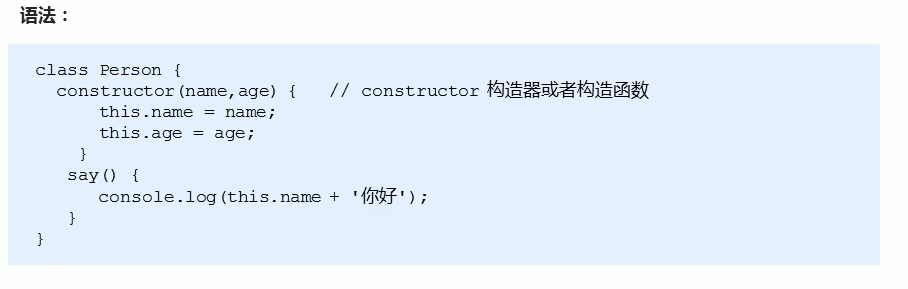 语法：
class Person {
  constructor(name,age) {   // constructor 构造器或者构造函数
      this.name = name;
      this.age = age;
    }
   say() {
      console.log(this.name + '你好');
   }
}